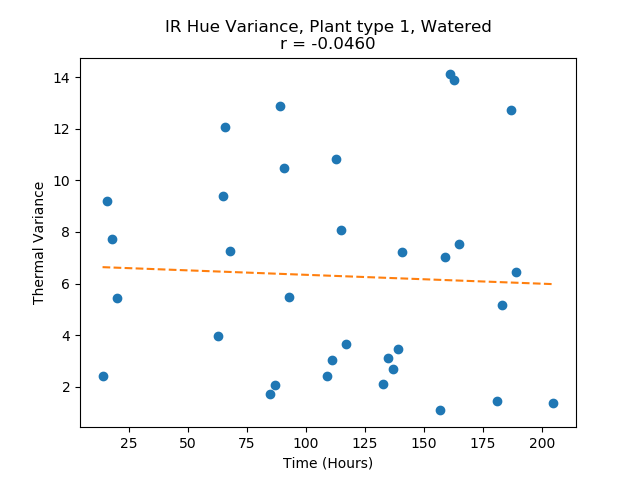 IR Hue Variance, Plant type 1, Watered
r = -0.0460
Thermal Variance
14
12
10
8
6
4
2
25 50 75 100 125 150 175 200
Time (Hours)